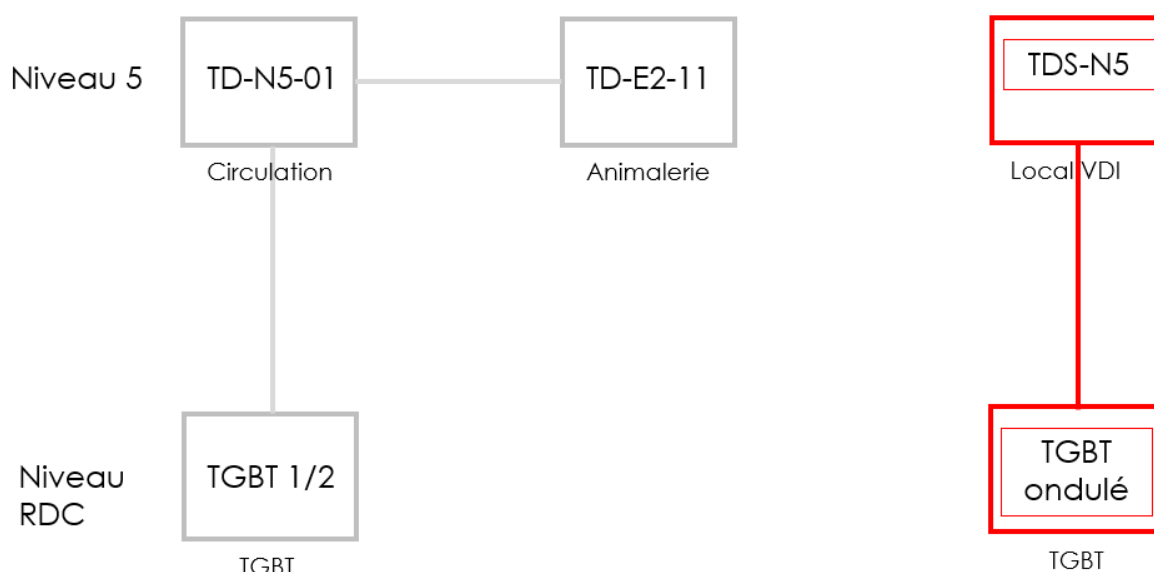 Niveau 5
TD-N5-01
TD-E2-11
TDS-N5
Circulation
Animalerie
Local VDI
Niveau
RDC
TGBT 1/2
TGBT
ondulé
TGBT
TGBT